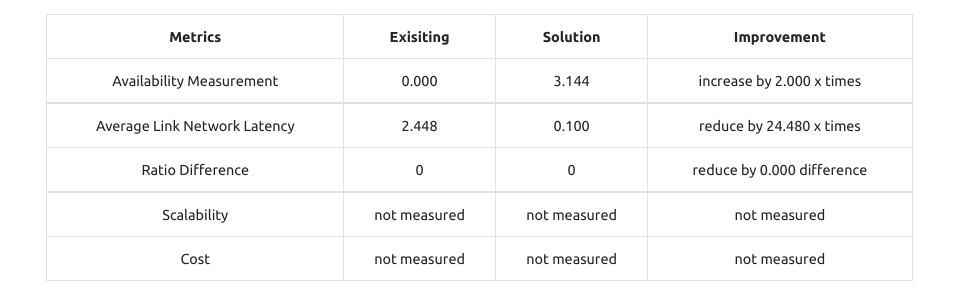 Metrics Exisiting Solution Improvement
Availability Measurement 0.000 3.144 increase by 2.000 x times
Average Link Network Latency 2.448 0.100 reduce by 24.480 x times
Ratio Difference 0 0 reduce by 0.000 difference
Scalability not measured not measured not measured
Cost not measured not measured not measured